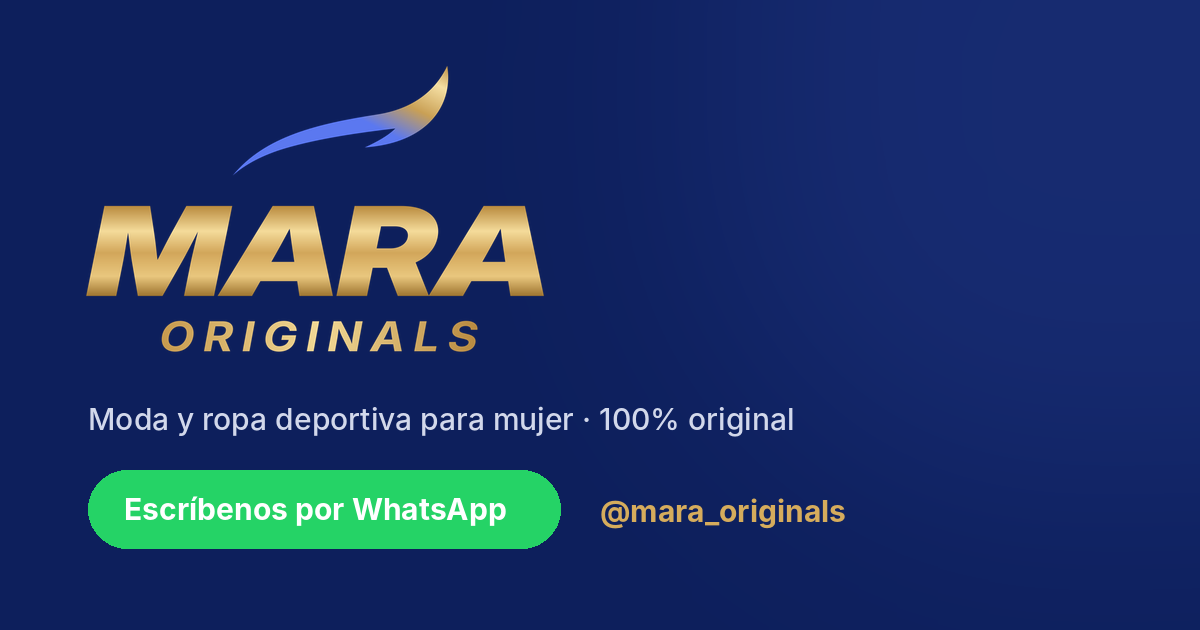 MARA
ORIGINALS
Moda y ropa deportiva para mujer · 100% original
Escríbenos por WhatsApp
@mara_originals